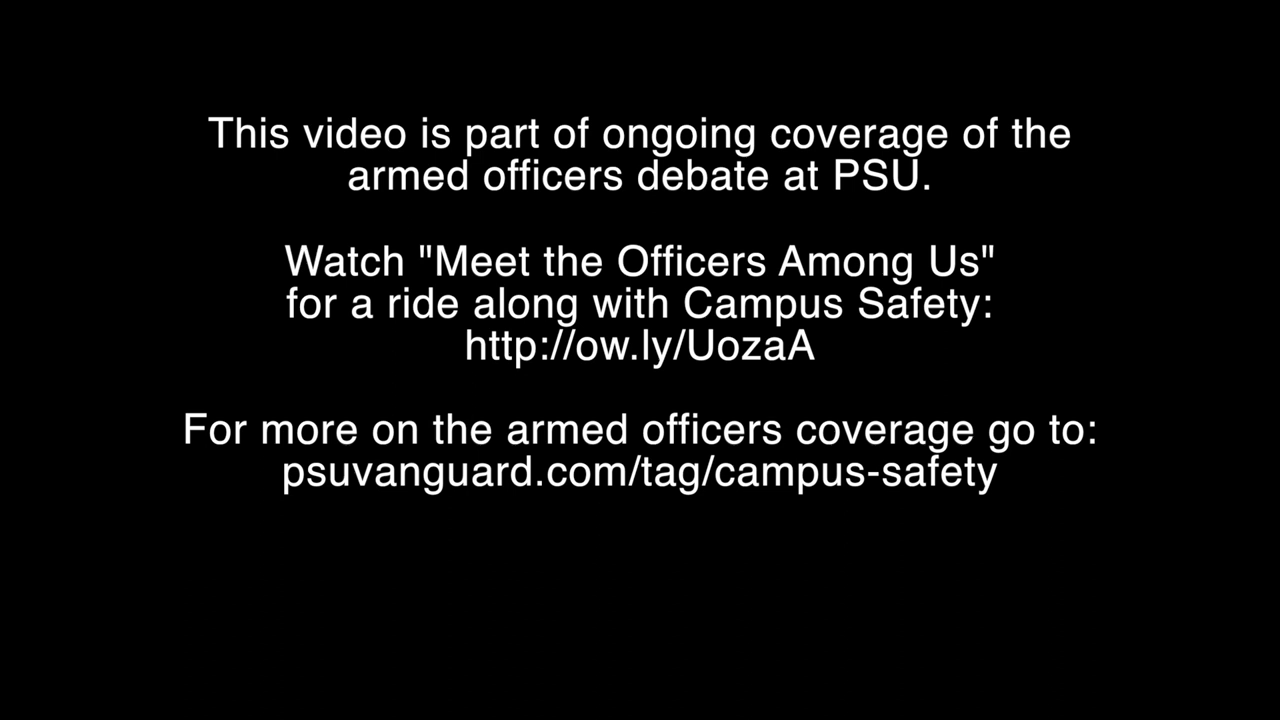 This video is part of ongoing coverage of the
armed officers debate at PSU.
Watch "Meet the Officers Among Us"
for a ride along with Campus Safety:
http://ow.ly/UozaA
For more on the armed officers coverage go to:
psuvanguard.com/tag/campus-safety